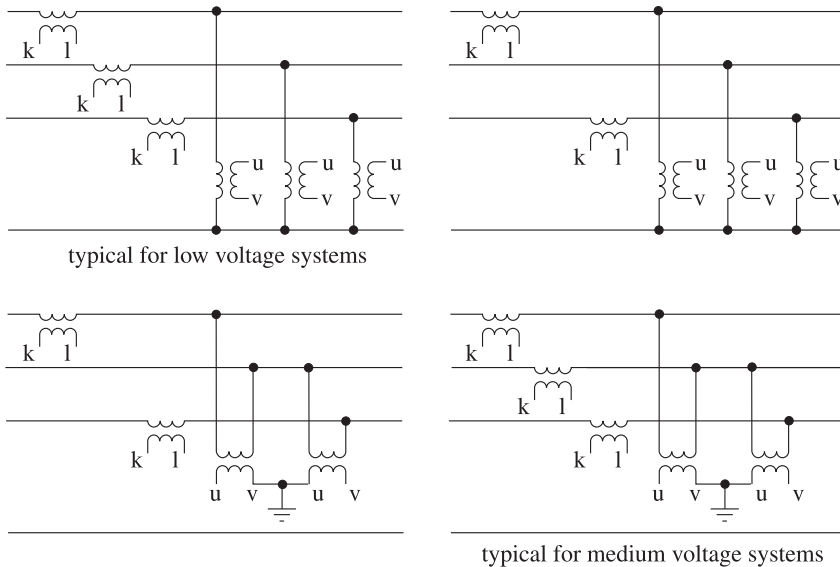 k l
k l
k l
u u u
v v v
typical for low voltage systems
k l
k l
u u u
v v v
k l
k l
u v u v
k l
k l
k l
u v u v
typical for medium voltage systems